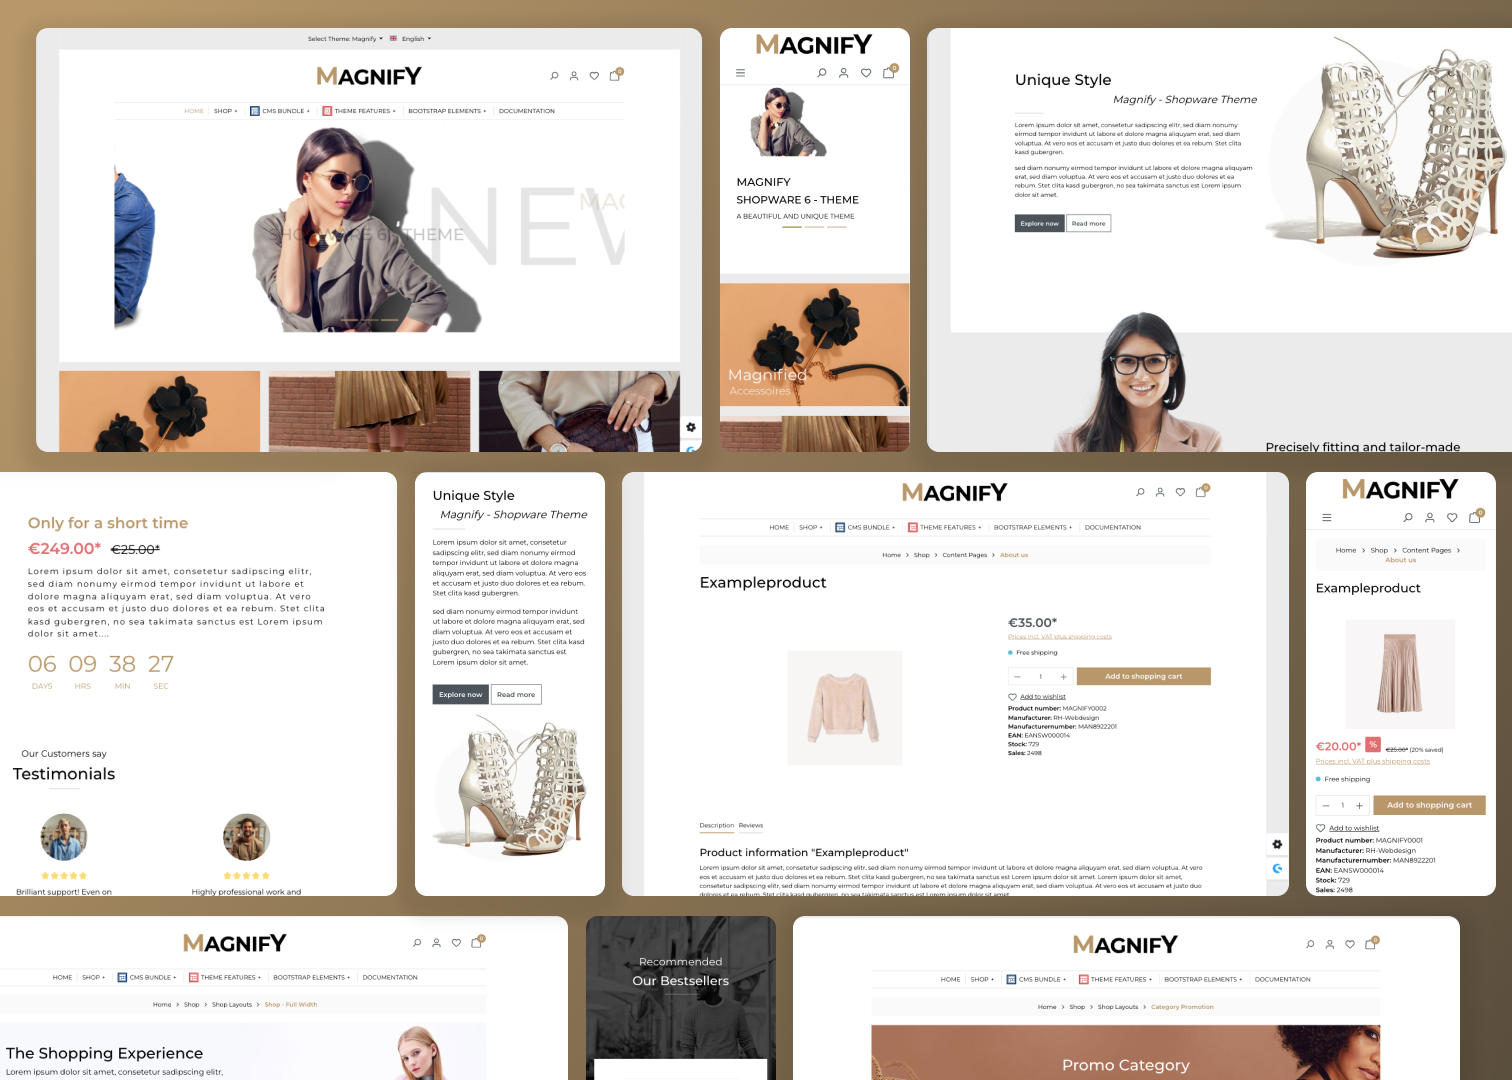 Select Theme: Magnify
English
MAGNIFY
0
HOME
SHOP +
CMS BUNDLE +
THEME FEATURES +
BOOTSTRAP ELEMENTS +
DOCUMENTATION
NEW
MAG
SHOPWARE 6 - THEME
MAGNIFY
0
MAGNIFY
SHOPWARE 6 - THEME
A BEAUTIFUL AND UNIQUE THEME
Magnified
Accessoires
Unique Style
Magnify - Shopware Theme
Lorem ipsum dolor sit amet, consetetur sadipscing elitr, sed diam nonumy
eirmod tempor invidunt ut labore et dolore magna aliquyam erat, sed diam
voluptua. At vero eos et accusam et justo duo dolores et ea rebum. Stet clita
kasd gubergren.
sed diam nonumy eirmod tempor invidunt ut labore et dolore magna aliquyam
erat, sed diam voluptua. At vero eos et accusam et justo duo dolores et ea
rebum. Stet clita kasd gubergren, no sea takimata sanctus est Lorem ipsum
dolor sit amet.
Explore now
Read more
Precisely fitting and tailor-made
Only for a short time
€249.00* €25.00*
Lorem ipsum dolor sit amet, consetetur sadipscing elitr,
sed diam nonumy eirmod tempor invidunt ut labore et
dolore magna aliquyam erat, sed diam voluptua. At vero
eos et accusam et justo duo dolores et ea rebum. Stet clita
kasd gubergren, no sea takimata sanctus est Lorem ipsum
dolor sit amet....
06 09 38 27
DAYS HRS MIN SEC
Our Customers say
Testimonials
Brilliant support! Even on
Highly professional work and
Unique Style
Magnify - Shopware Theme
Lorem ipsum dolor sit amet, consetetur
sadipscing elitr, sed diam nonumy eirmod
tempor invidunt ut labore et dolore magna
aliquyam erat, sed diam voluptua. At vero eos
et accusam et justo duo dolores et ea rebum.
Stet clita kasd gubergren.
sed diam nonumy eirmod tempor invidunt
ut labore et dolore magna aliquyam erat, sed
diam voluptua. At vero eos et accusam et
justo duo dolores et ea rebum. Stet clita kasd
gubergren, no sea takimata sanctus est
Lorem ipsum dolor sit amet.
Explore now
Read more
MAGNIFY
0
HOME
SHOP +
CMS BUNDLE +
THEME FEATURES +
BOOTSTRAP ELEMENTS +
DOCUMENTATION
Home > Shop > Content Pages > About us
Exampleproduct
€35.00*
Prices incl. VAT plus shipping costs
Free shipping
− 1 +
Add to shopping cart
Add to wishlist
Product number: MAGNIFY0002
Manufacturer: RH-Webdesign
Manufacturernumber: MAN8922201
EAN: EANSW000014
Stock: 729
Sales: 2498
Description
Reviews
Product information "Exampleproduct"
Lorem ipsum dolor sit amet, consetetur sadipscing elitr, sed diam nonumy eirmod tempor invidunt ut labore et dolore magna aliquyam erat, sed diam voluptua. At vero
eos et accusam et justo duo dolores et ea rebum. Stet clita kasd gubergren, no sea takimata sanctus est Lorem ipsum dolor sit amet. Lorem ipsum dolor sit amet,
consetetur sadipscing elitr, sed diam nonumy eirmod tempor invidunt ut labore et dolore magna aliquyam erat, sed diam voluptua. At vero eos et accusam et justo
duo dolores et ea rebum. Stet clita kasd gubergren, no sea takimata sanctus est Lorem ipsum dolor sit amet.
MAGNIFY
0
Home > Shop > Content Pages >
About us
Exampleproduct
€20.00* % €25.00* (20% saved)
Prices incl. VAT plus shipping costs
Free shipping
− 1 +
Add to shopping cart
Add to wishlist
Product number: MAGNIFY0001
Manufacturer: RH-Webdesign
Manufacturernumber: MAN8922201
EAN: EANSW000014
Stock: 729
Sales: 2498
MAGNIFY
0
HOME
SHOP +
CMS BUNDLE +
THEME FEATURES +
BOOTSTRAP ELEMENTS +
DOCUMENTATION
Home > Shop > Shop Layouts > Shop - Full Width
The Shopping Experience
Lorem ipsum dolor sit amet, consetetur sadipscing elitr,
Recommended
Our Bestsellers
MAGNIFY
0
HOME
SHOP +
CMS BUNDLE +
THEME FEATURES +
BOOTSTRAP ELEMENTS +
DOCUMENTATION
Home > Shop > Shop Layouts > Category Promotion
Promo Category